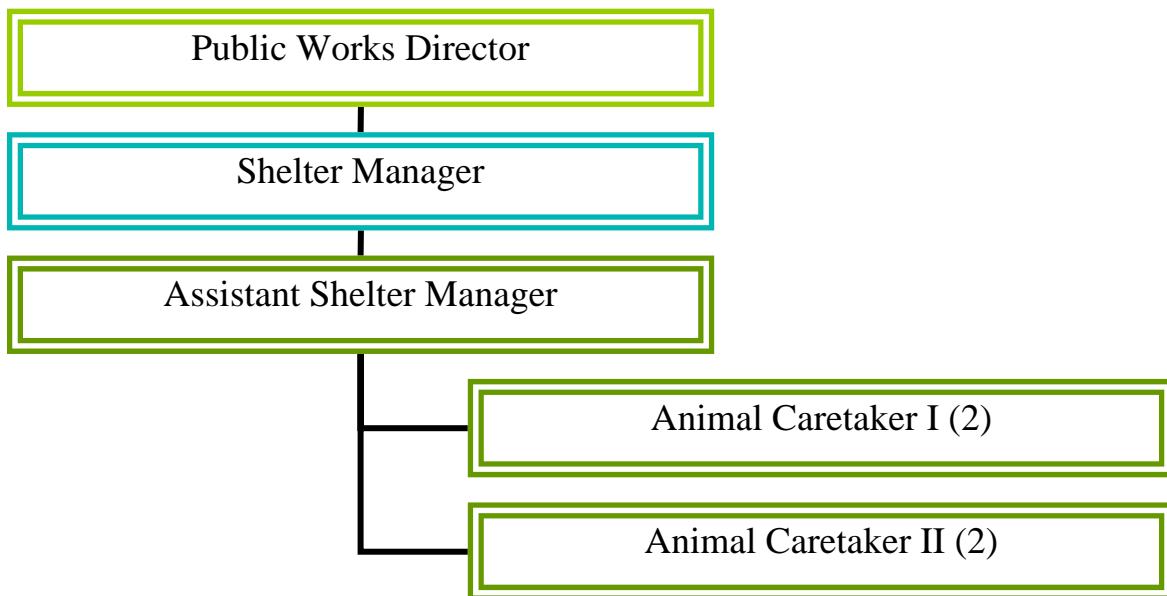 Public Works Director
Shelter Manager
Assistant Shelter Manager
Animal Caretaker I (2)
Animal Caretaker II (2)